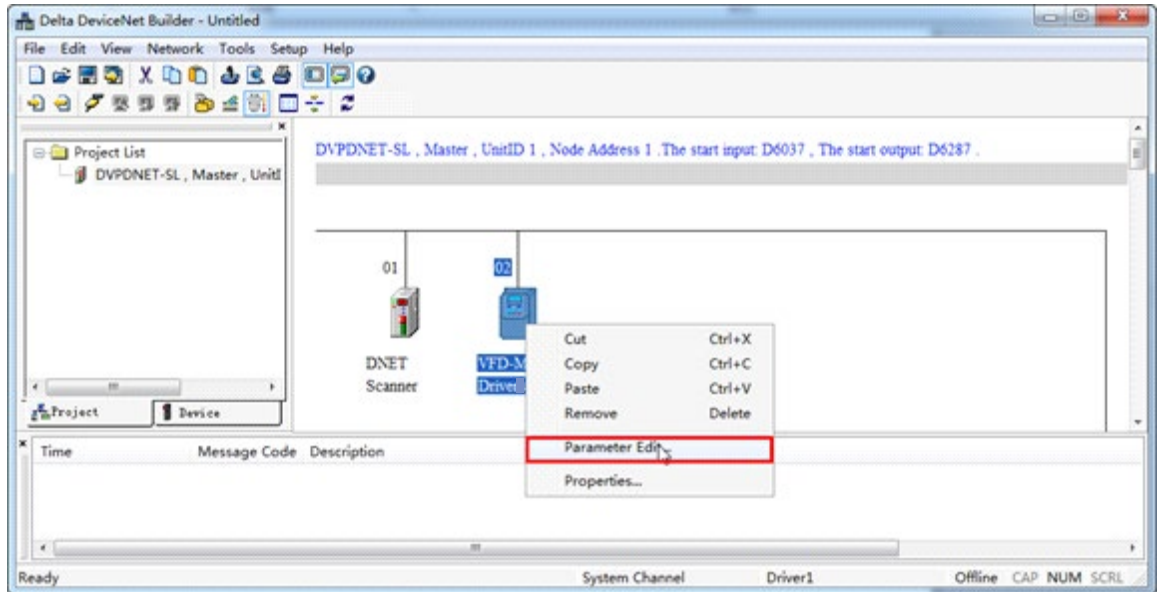 Delta DeviceNet Builder - Untitled
File Edit View Network Tools Setup Help
Project List
DVPDNET-SL , Master , UnitI
Project Device
DVPDNET-SL , Master , UnitID 1 , Node Address 1 .The start input: D6037 , The start output: D6287 .
01 02
DNET
Scanner
VFD-M
Driver
Cut Ctrl+X
Copy Ctrl+C
Paste Ctrl+V
Remove Delete
Parameter Edit
Properties...
Time Message Code Description
Ready System Channel Driver1 Offline CAP NUM SCRL